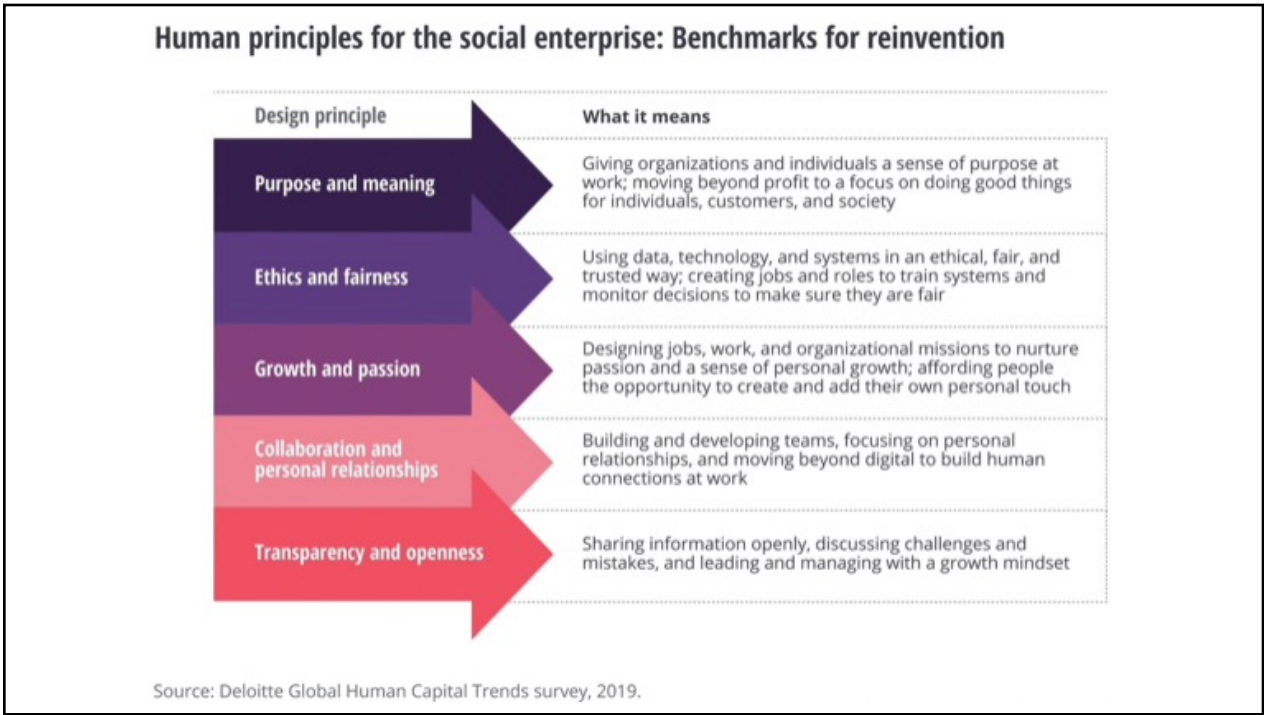 Human principles for the social enterprise: Benchmarks for reinvention
Design principle
What it means
Purpose and meaning
Giving organizations and individuals a sense of purpose at
work; moving beyond profit to a focus on doing good things
for individuals, customers, and society
Ethics and fairness
Using data, technology, and systems in an ethical, fair, and
trusted way; creating jobs and roles to train systems and
monitor decisions to make sure they are fair
Growth and passion
Designing jobs, work, and organizational missions to nurture
passion and a sense of personal growth; affording people
the opportunity to create and add their own personal touch
Collaboration and
personal relationships
Building and developing teams, focusing on personal
relationships, and moving beyond digital to build human
connections at work
Transparency and openness
Sharing information openly, discussing challenges and
mistakes, and leading and managing with a growth mindset
Source: Deloitte Global Human Capital Trends survey, 2019.